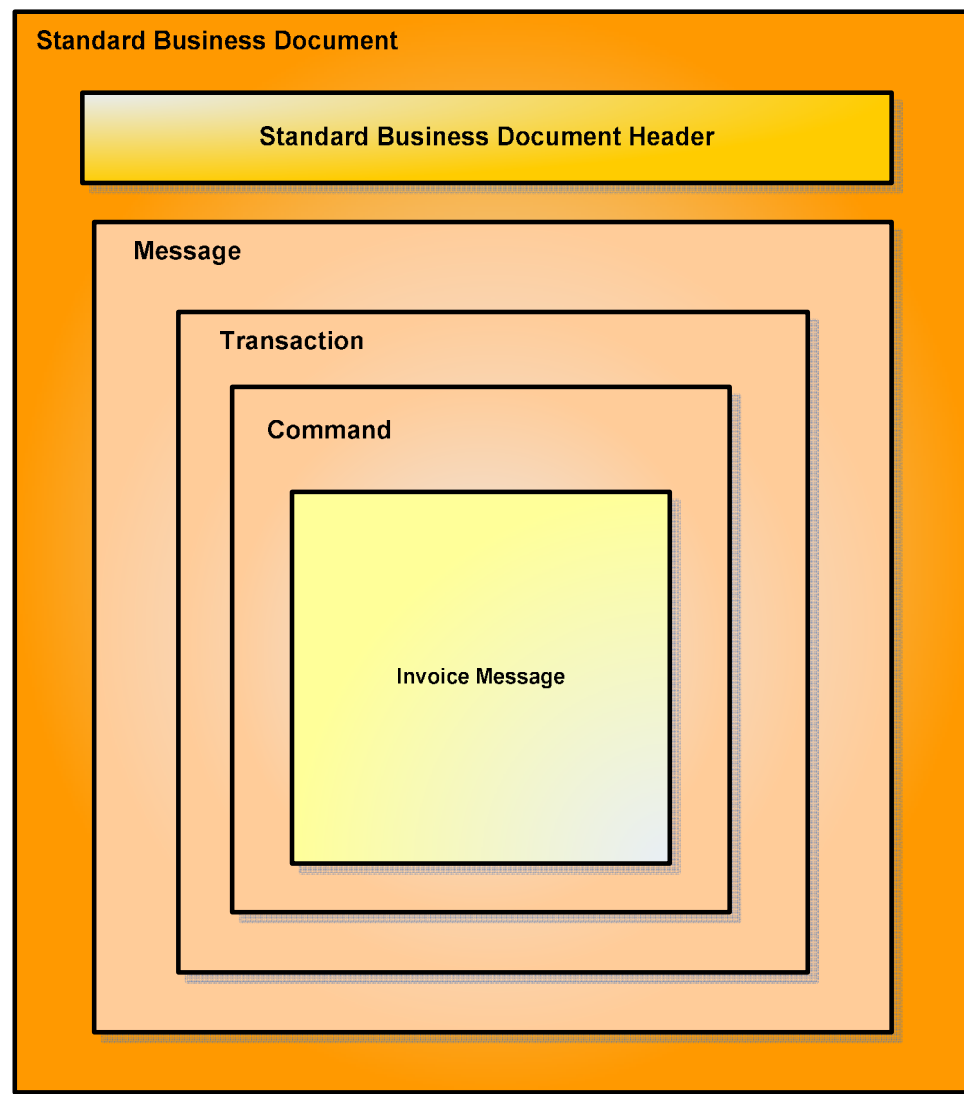 Standard Business Document
Standard Business Document Header
Message
Transaction
Command
Invoice Message